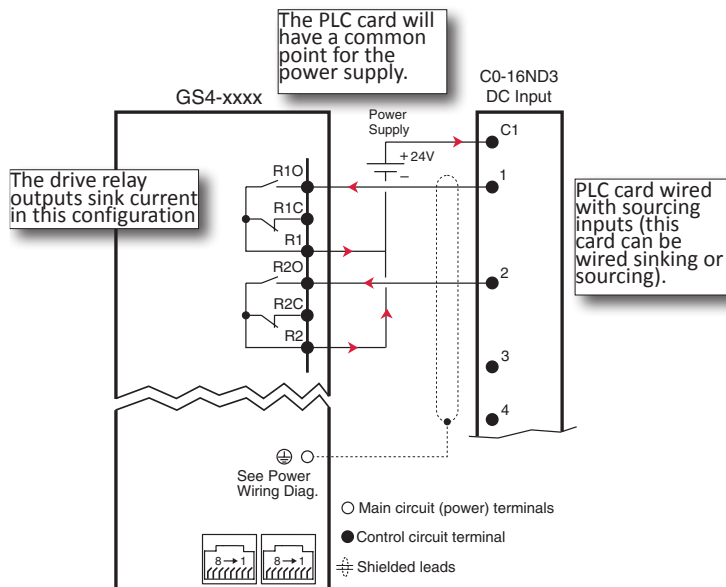 The PLC card will
have a common
point for the
power supply.
GS4-xxxx
C0-16ND3
DC Input
Power
Supply
C1
+24V
–
The drive relay
outputs sink current
in this configuration
R1O
1
R1C
R1
PLC card wired
with sourcing
inputs (this
card can be
wired sinking or
sourcing).
R2O
2
R2C
R2
3
4
See Power
Wiring Diag.
Main circuit (power) terminals
Control circuit terminal
Shielded leads
8→1
8→1